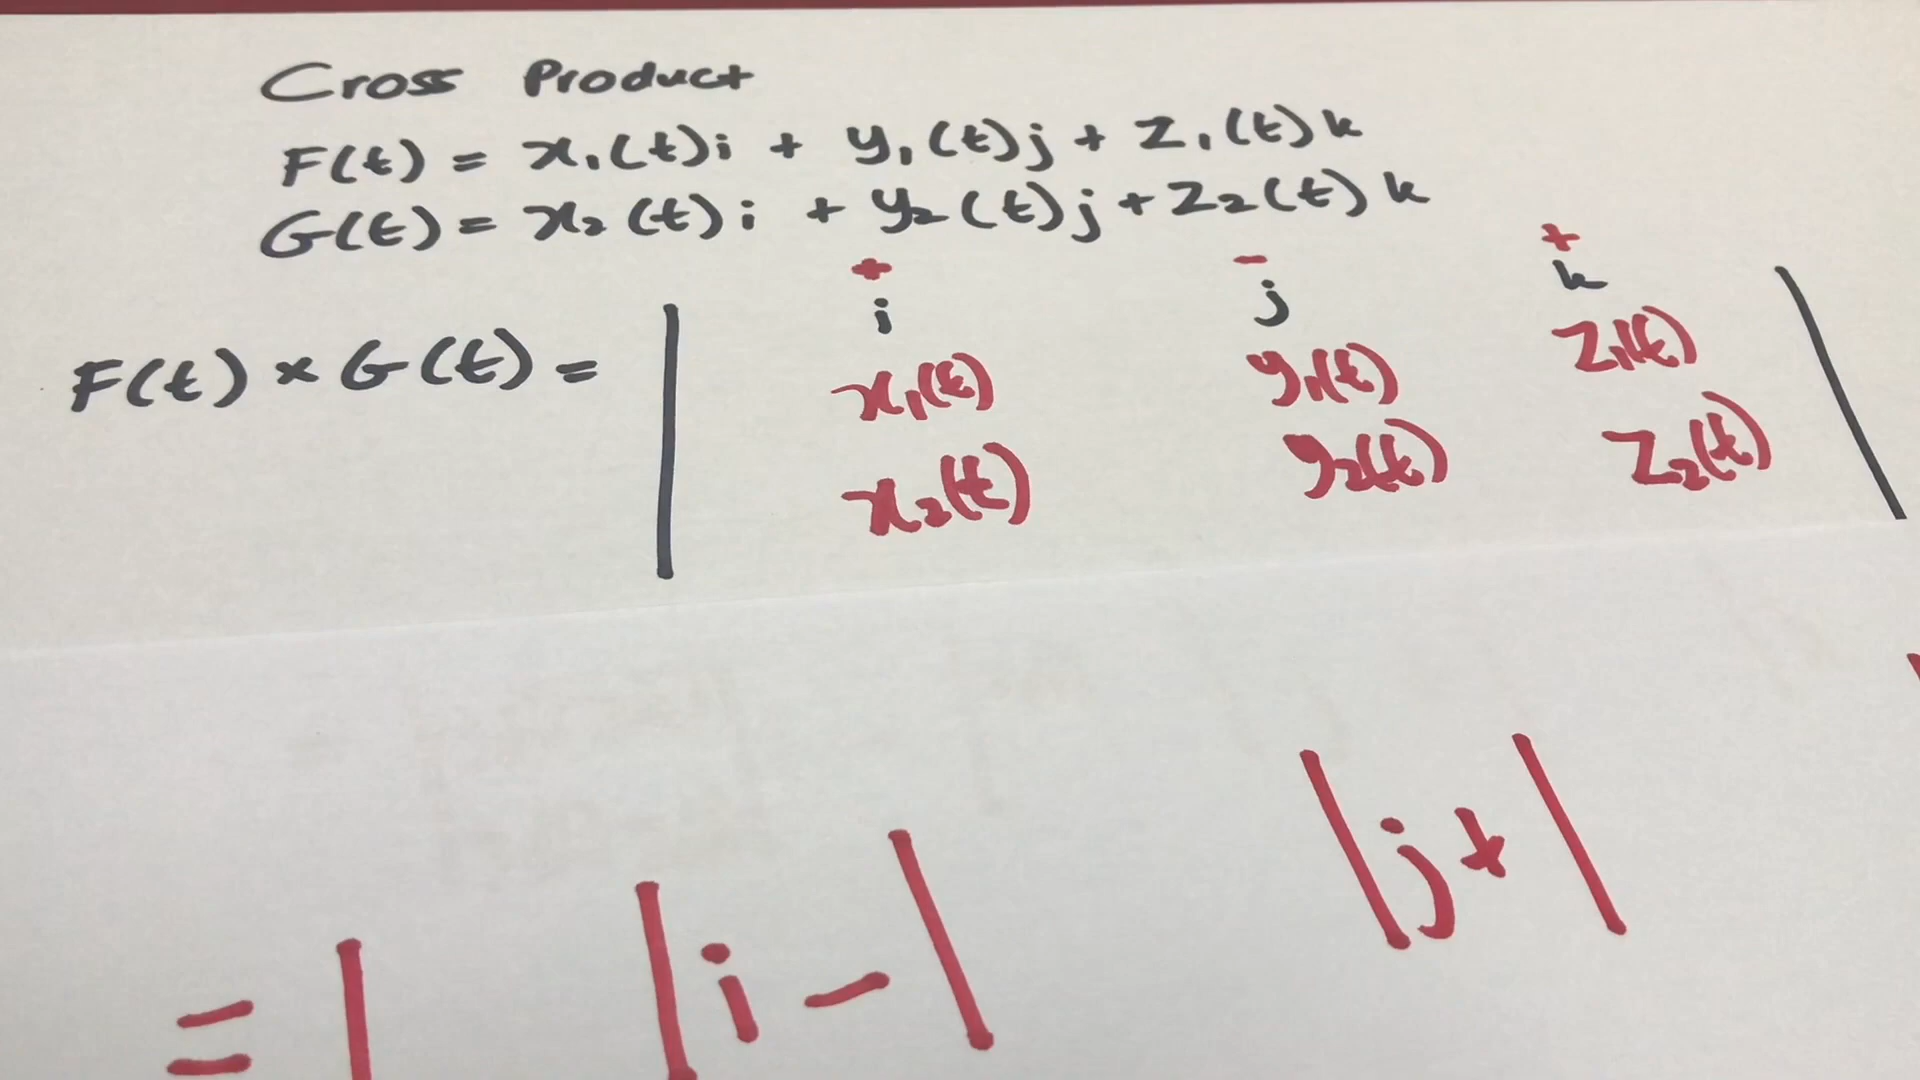 Cross Product
F(t) = x₁(t)i + y₁(t)j + z₁(t)k
G(t) = x₂(t)i + y₂(t)j + z₂(t)k
+ - +
F(t) × G(t) = | i j k |
x₁(t) y₁(t) z₁(t)
x₂(t) y₂(t) z₂(t)
= | |i - | |j + |